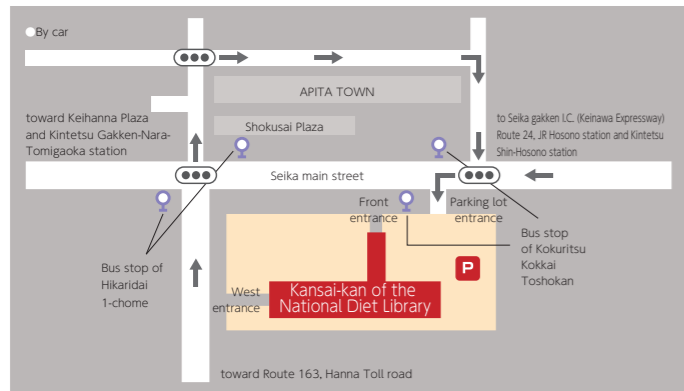 By car
APITA TOWN
Shokusai Plaza
toward Keihanna Plaza
and Kintetsu Gakken-Nara-
Tomigaoka station
to Seika gakken I.C. (Keinawa Expressway)
Route 24, JR Hosono station and Kintetsu
Shin-Hosono station
Seika main street
Front
entrance
Parking lot
entrance
Bus stop of
Hikaridai
1-chome
Bus stop
of Kokuritsu
Kokkai
Toshokan
P
West
entrance
Kansai-kan of the
National Diet Library
toward Route 163, Hanna Toll road